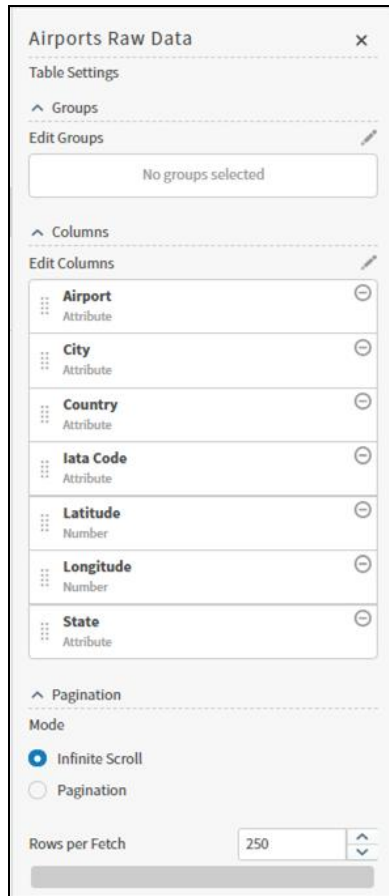 Airports Raw Data
Table Settings
Groups
Edit Groups
No groups selected
Columns
Edit Columns
Airport
Attribute
City
Attribute
Country
Attribute
Iata Code
Attribute
Latitude
Number
Longitude
Number
State
Attribute
Pagination
Mode
Infinite Scroll
Pagination
Rows per Fetch 250